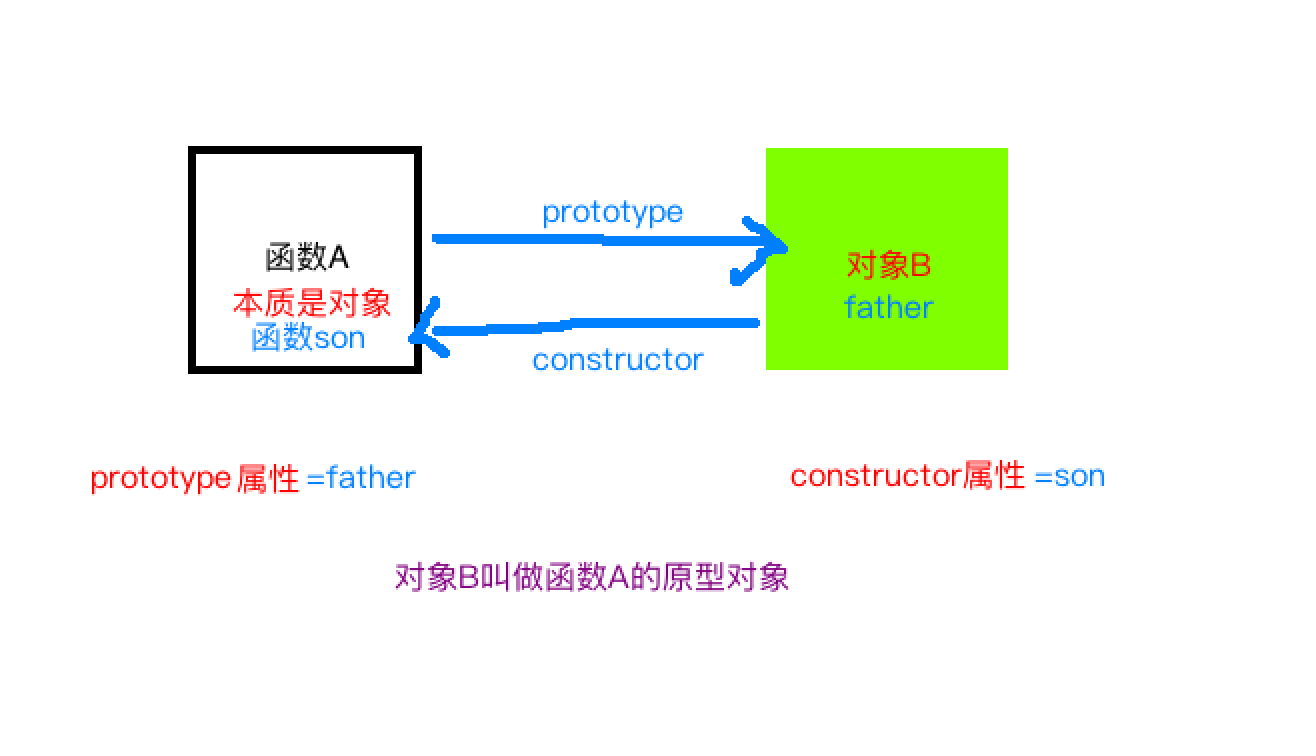 prototype
函数A
本质是对象
函数son
对象B
father
constructor
prototype属性 =father
constructor属性 =son
对象B叫做函数A的原型对象